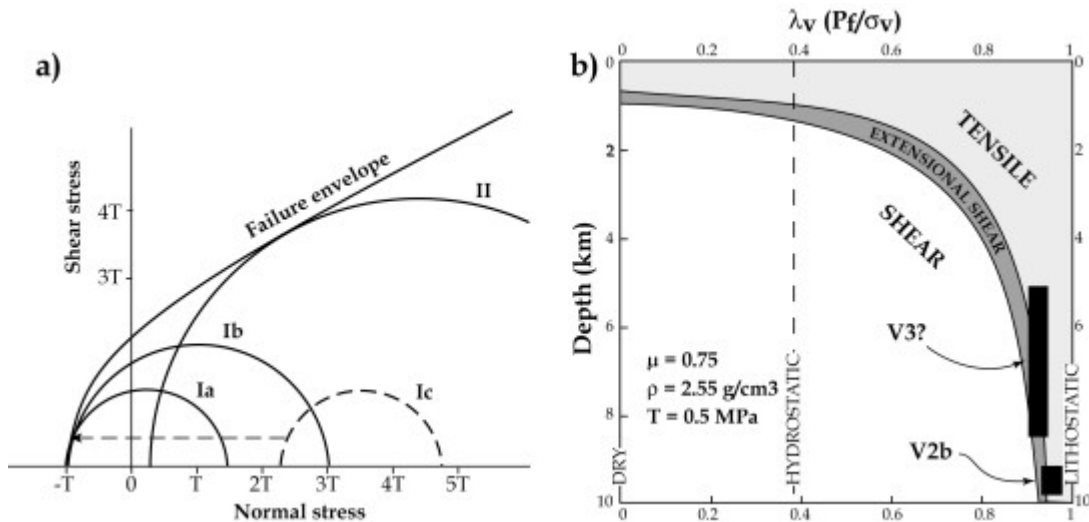 a)
Shear stress
4T
3T
Failure envelope
II
Ib
Ia
Ic
-T 0 T 2T 3T 4T 5T
Normal stress
b)
λv (Pf/σv)
0 0.2 0.4 0.6 0.8 1
0 2 4 6 8 10
Depth (km)
TENSILE
EXTENSIONAL SHEAR
SHEAR
V3?
V2b
μ = 0.75
ρ = 2.55 g/cm3
T = 0.5 MPa
DRY
HYDROSTATIC
LITHOSTATIC
0 2 4 6 8 10
0 0.2 0.4 0.6 0.8 1